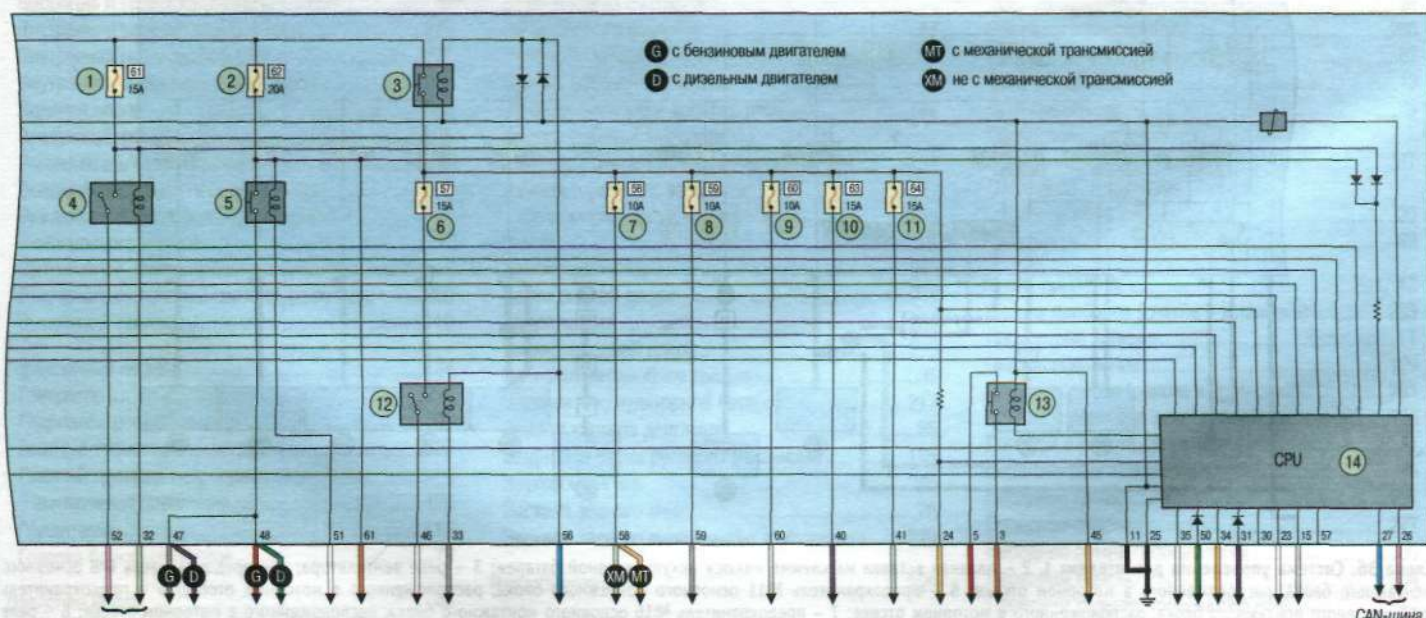 G с бензиновым двигателем
MT с механической трансмиссией
D с дизельным двигателем
XM не с механической трансмиссией
1 61 15A
2 62 20A
3
4
5
57 15A
6
56 10A
7
59 10A
8
60 10A
9
63 15A
10
54 15A
11
12
13
CPU 14
52 32 47 48 51 61 46 33 56 58 59 60 40 41 24 5 3 45 11 25 35 50 34 31 30 23 15 57 27 26
G D G D XM MT
CAN-шина